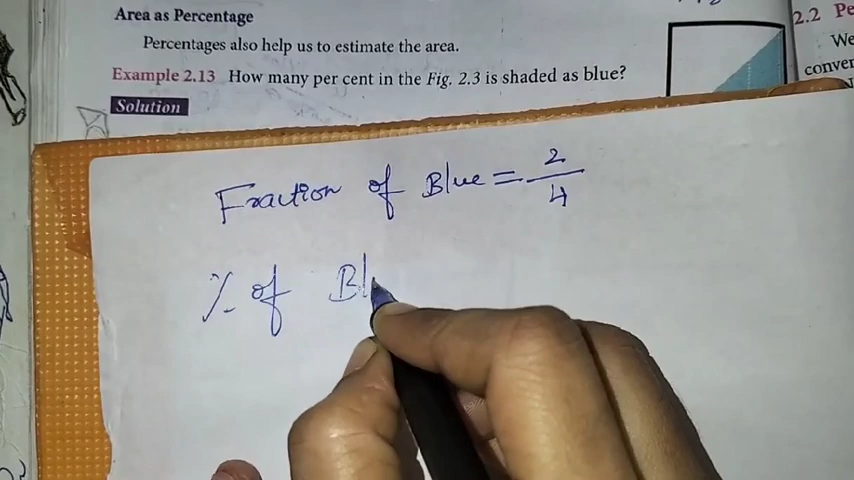 Area as Percentage
Percentages also help us to estimate the area.
Example 2.13 How many per cent in the Fig. 2.3 is shaded as blue?
Solution
2.2 Pe
We
conver
Fraction of Blue = 2/4
% of Bl